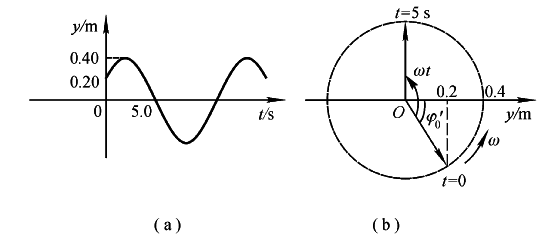 y/m
0.40
0.20
0
5.0
t/s
(a)
t=5 s
ωt
0.2
0.4
O
φ₀′
y/m
ω
t=0
(b)